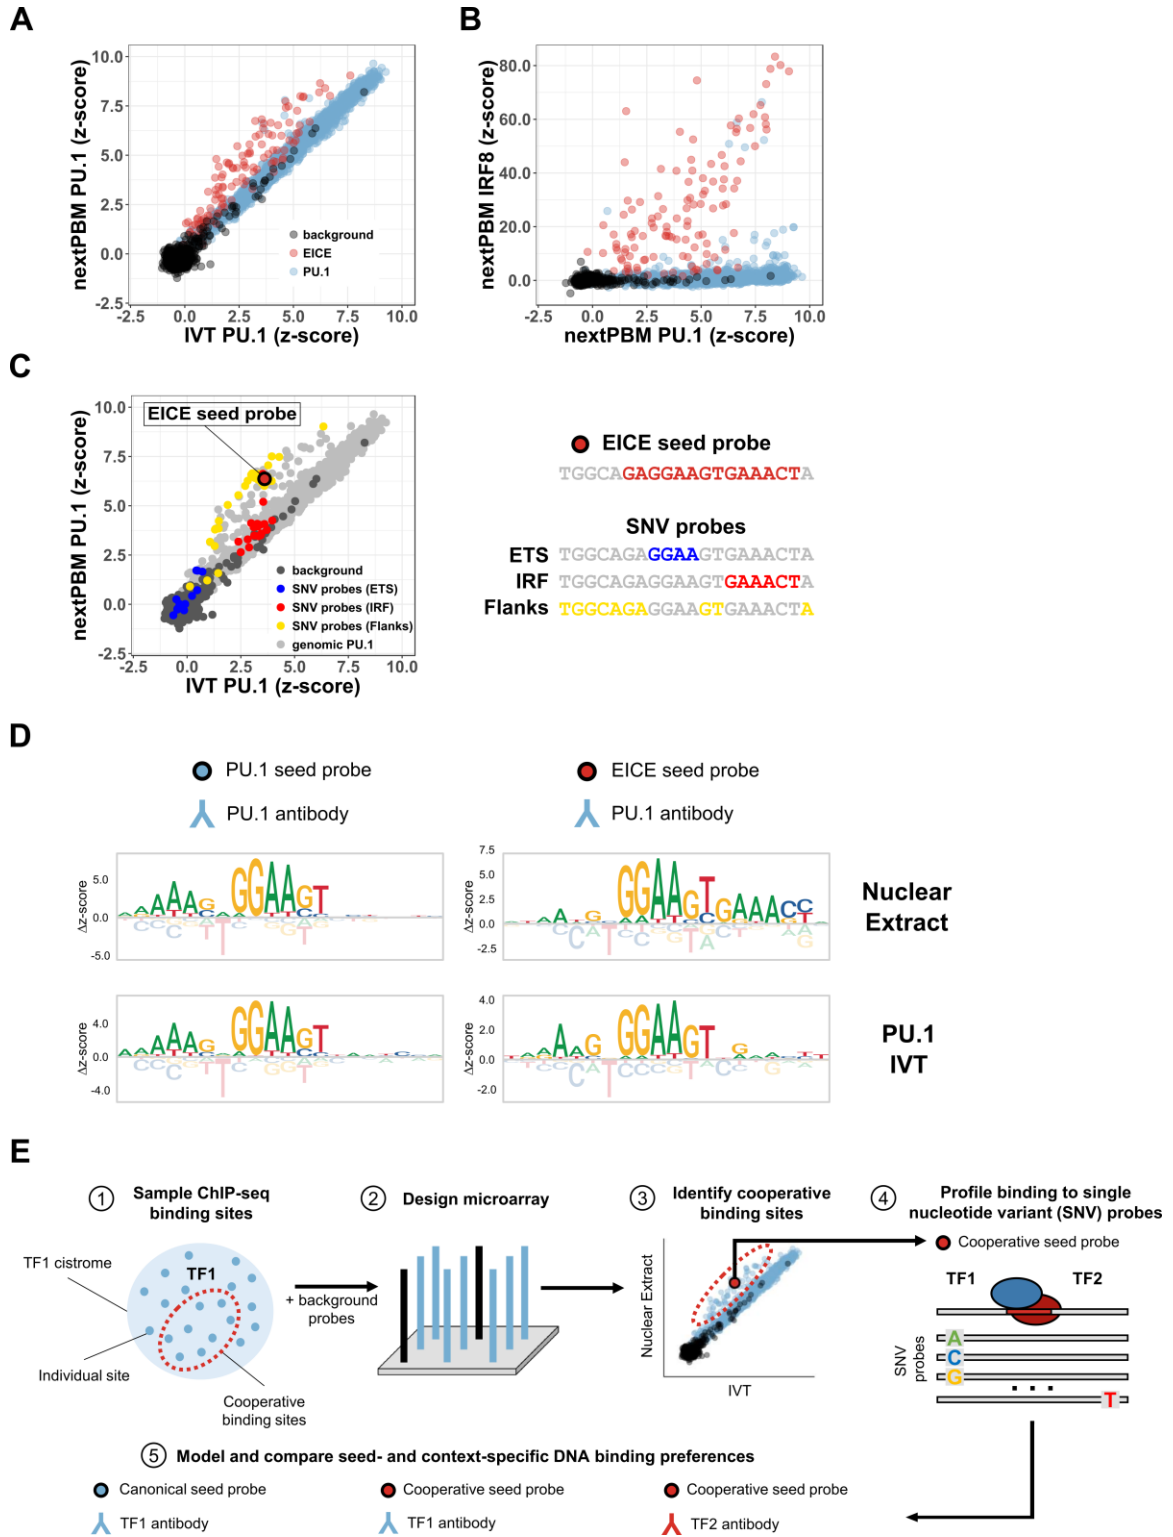 A
nextPBM PU.1 (z-score)
10.0
7.5
5.0
2.5
0.0
-2.5
background
EICE
PU.1
-2.5 0.0 2.5 5.0 7.5 10.0
IVT PU.1 (z-score)
B
nextPBM IRF8 (z-score)
80.0
60.0
40.0
20.0
0.0
-2.5 0.0 2.5 5.0 7.5 10.0
nextPBM PU.1 (z-score)
C
nextPBM PU.1 (z-score)
10.0
7.5
5.0
2.5
0.0
-2.5
EICE seed probe
background
SNV probes (ETS)
SNV probes (IRF)
SNV probes (Flanks)
genomic PU.1
-2.5 0.0 2.5 5.0 7.5 10.0
IVT PU.1 (z-score)
EICE seed probe
TGGCAGAGGAAGTGAAACTA
SNV probes
ETS TGGCAGAGGAAGTGAAACTA
IRF TGGCAGAGGAAGTGAAACTA
Flanks TGGCAGAGGAAGTGAAACTA
D
PU.1 seed probe
PU.1 antibody
EICE seed probe
PU.1 antibody
Δz-score
5.0
0.0
-5.0
Δz-score
7.5
5.0
2.5
0.0
-2.5
Nuclear
Extract
Δz-score
4.0
0.0
-4.0
Δz-score
4.0
2.0
0.0
-2.0
PU.1
IVT
E
1 Sample ChIP-seq
binding sites
TF1 cistrome
TF1
Individual site
Cooperative
binding sites
+ background
probes
2 Design microarray
3 Identify cooperative
binding sites
Nuclear Extract
IVT
4 Profile binding to single
nucleotide variant (SNV) probes
Cooperative seed probe
TF1 TF2
SNV
probes
A
C
G
...
T
5 Model and compare seed- and context-specific DNA binding preferences
Canonical seed probe
TF1 antibody
Cooperative seed probe
TF1 antibody
Cooperative seed probe
TF2 antibody